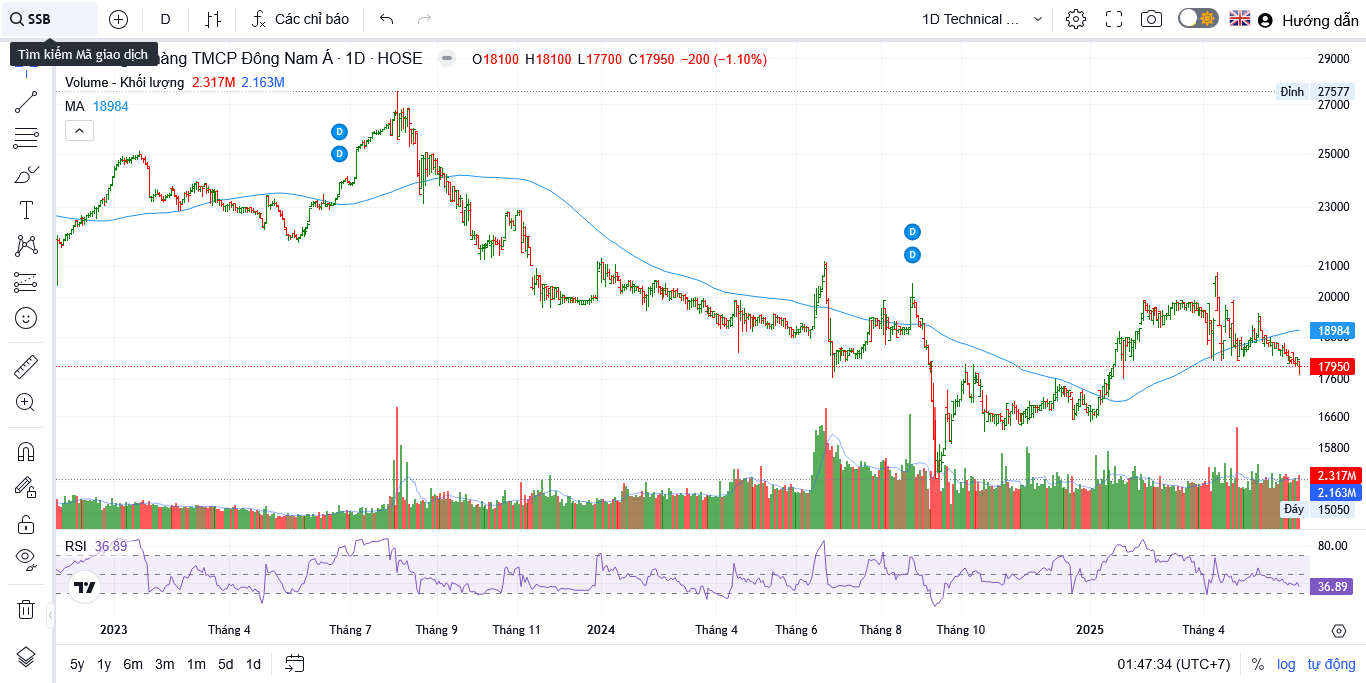 SSB
D
Các chỉ báo
1D Technical ...
Hướng dẫn
Tìm kiếm Mã giao dịch
hàng TMCP Đông Nam Á · 1D · HOSE O18100 H18100 L17700 C17950 −200 (−1.10%)
Volume - Khối lượng 2.317M 2.163M
MA 18984
D
D
D
D
29000
Đỉnh 27577
27000
25000
23000
21000
20000
18984
17950
17600
16600
15800
2.317M
2.163M
Đáy 15050
RSI 36.89
80.00
36.89
2023 Tháng 4 Tháng 7 Tháng 9 Tháng 11 2024 Tháng 4 Tháng 6 Tháng 8 Tháng 10 2025 Tháng 4
5y 1y 6m 3m 1m 5d 1d
01:47:34 (UTC+7) % log tự động